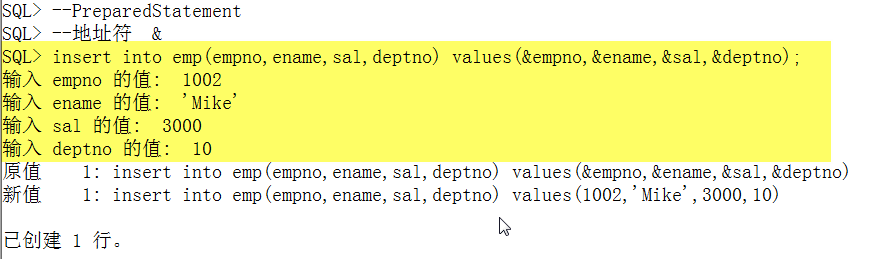 SQL> --PreparedStatement
SQL> --地址符  &
SQL> insert into emp(empno,ename,sal,deptno) values(&empno,&ename,&sal,&deptno);
输入 empno 的值:  1002
输入 ename 的值:  'Mike'
输入 sal 的值:  3000
输入 deptno 的值:  10
原值    1: insert into emp(empno,ename,sal,deptno) values(&empno,&ename,&sal,&deptno)
新值    1: insert into emp(empno,ename,sal,deptno) values(1002,'Mike',3000,10)
已创建 1 行。